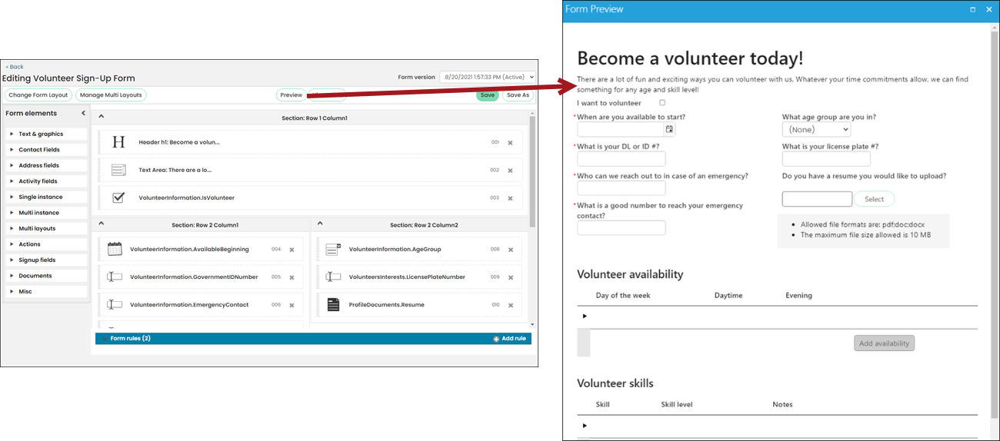 « Back
Editing Volunteer Sign-Up Form
Form version 8/20/2021 1:57:33 PM (Active)
Change Form Layout Manage Multi Layouts Preview Save Save As
Form elements
Text & graphics
Contact Fields
Address fields
Activity fields
Single instance
Multi instance
Multi layouts
Actions
Signup fields
Documents
Misc
Section: Row 1 Column1
H Header h1: Become a volun... 001
Text Area: There are a lo... 002
VolunteerInformation.IsVolunteer 003
Section: Row 2 Column1
VolunteerInformation.AvailableBeginning 004
VolunteerInformation.GovernmentIDNumber 005
VolunteerInformation.EmergencyContact 006
Section: Row 2 Column2
VolunteerInformation.AgeGroup 008
VolunteersInterests.LicensePlateNumber 009
ProfileDocuments.Resume 010
Form rules (2) Add rule
Form Preview
Become a volunteer today!
There are a lot of fun and exciting ways you can volunteer with us. Whatever your time commitments allow, we can find
something for any age and skill level!
I want to volunteer
*When are you available to start?
What age group are you in?
(None)
*What is your DL or ID #?
What is your license plate #?
*Who can we reach out to in case of an emergency?
Do you have a resume you would like to upload?
Select
*What is a good number to reach your emergency
contact?
Allowed file formats are: pdf:doc:docx
The maximum file size allowed is 10 MB
Volunteer availability
Day of the week Daytime Evening
Add availability
Volunteer skills
Skill Skill level Notes